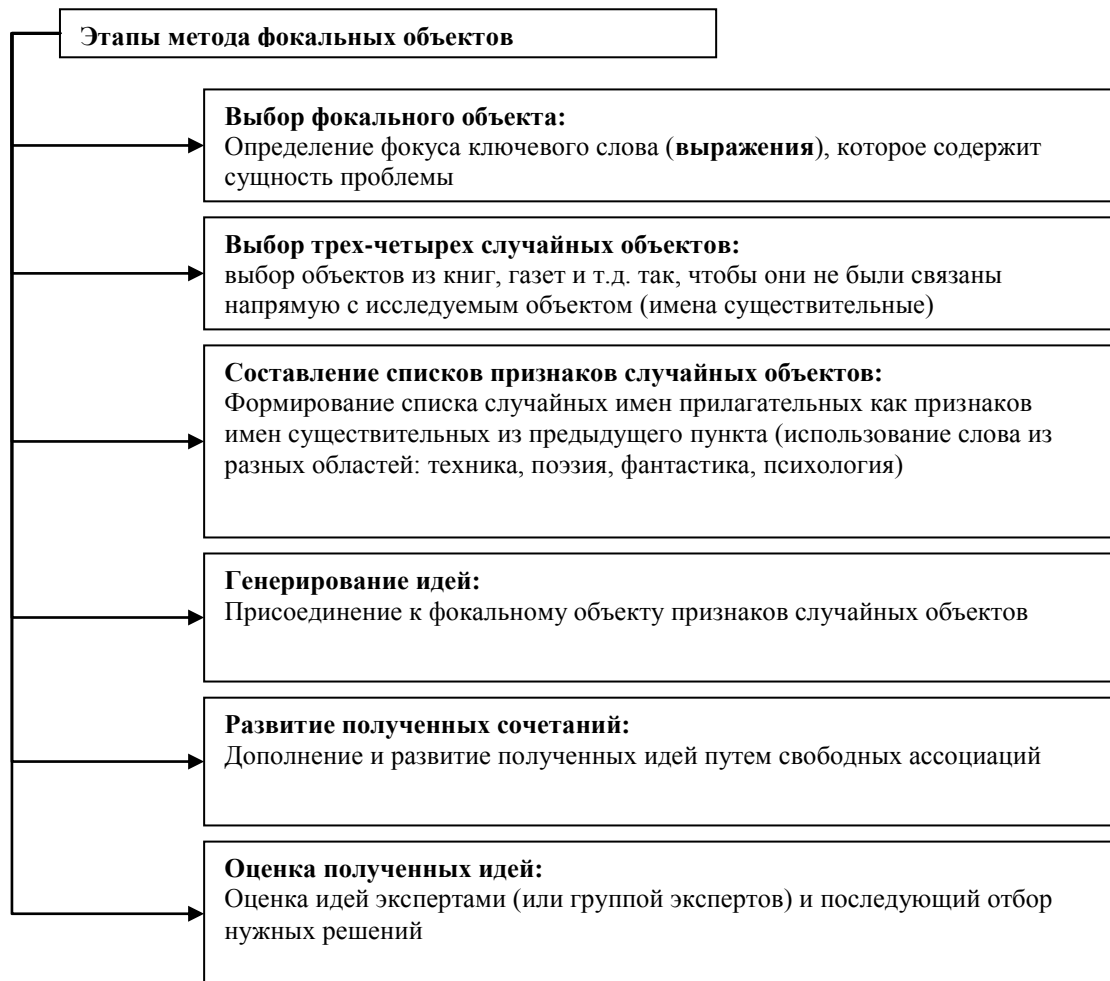 Этапы метода фокальных объектов
Выбор фокального объекта:
Определение фокуса ключевого слова (выражения), которое содержит
сущность проблемы
Выбор трех-четырех случайных объектов:
выбор объектов из книг, газет и т.д. так, чтобы они не были связаны
напрямую с исследуемым объектом (имена существительные)
Составление списков признаков случайных объектов:
Формирование списка случайных имен прилагательных как признаков
имен существительных из предыдущего пункта (использование слова из
разных областей: техника, поэзия, фантастика, психология)
Генерирование идей:
Присоединение к фокальному объекту признаков случайных объектов
Развитие полученных сочетаний:
Дополнение и развитие полученных идей путем свободных ассоциаций
Оценка полученных идей:
Оценка идей экспертами (или группой экспертов) и последующий отбор
нужных решений